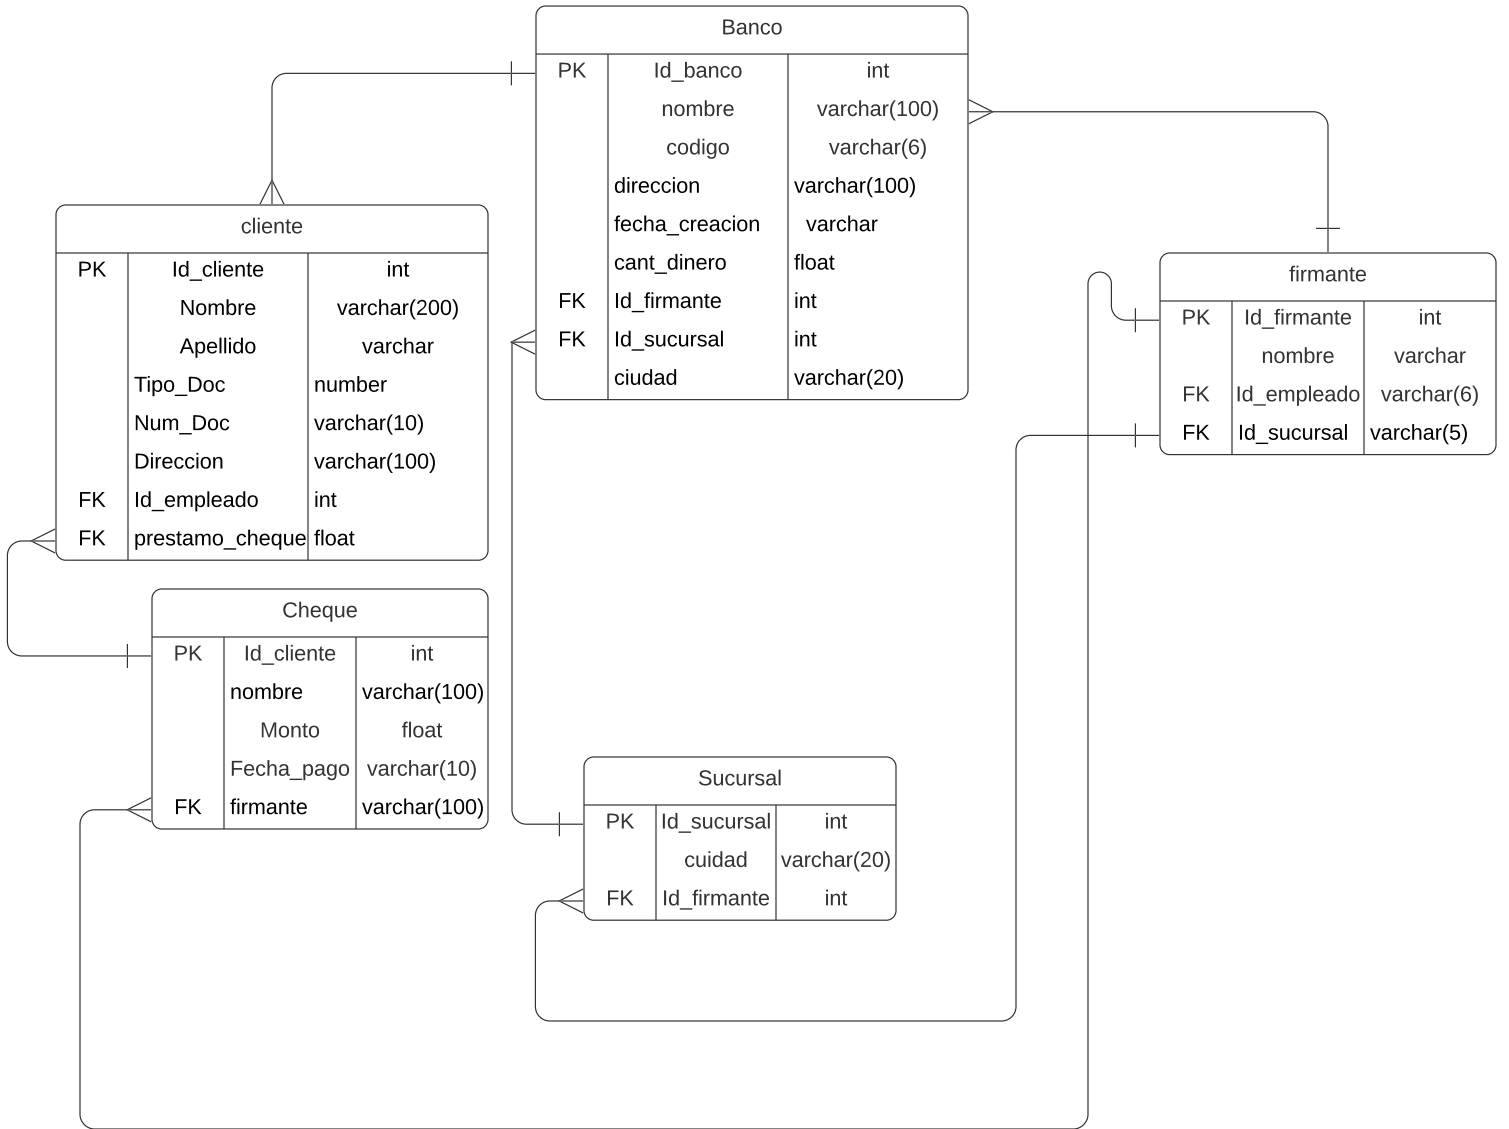 Banco
PK Id_banco int
nombre varchar(100)
codigo varchar(6)
direccion varchar(100)
fecha_creacion varchar
cant_dinero float
FK Id_firmante int
FK Id_sucursal int
ciudad varchar(20)
cliente
PK Id_cliente int
Nombre varchar(200)
Apellido varchar
Tipo_Doc number
Num_Doc varchar(10)
Direccion varchar(100)
FK Id_empleado int
FK prestamo_cheque float
firmante
PK Id_firmante int
nombre varchar
FK Id_empleado varchar(6)
FK Id_sucursal varchar(5)
Cheque
PK Id_cliente int
nombre varchar(100)
Monto float
Fecha_pago varchar(10)
FK firmante varchar(100)
Sucursal
PK Id_sucursal int
cuidad varchar(20)
FK Id_firmante int